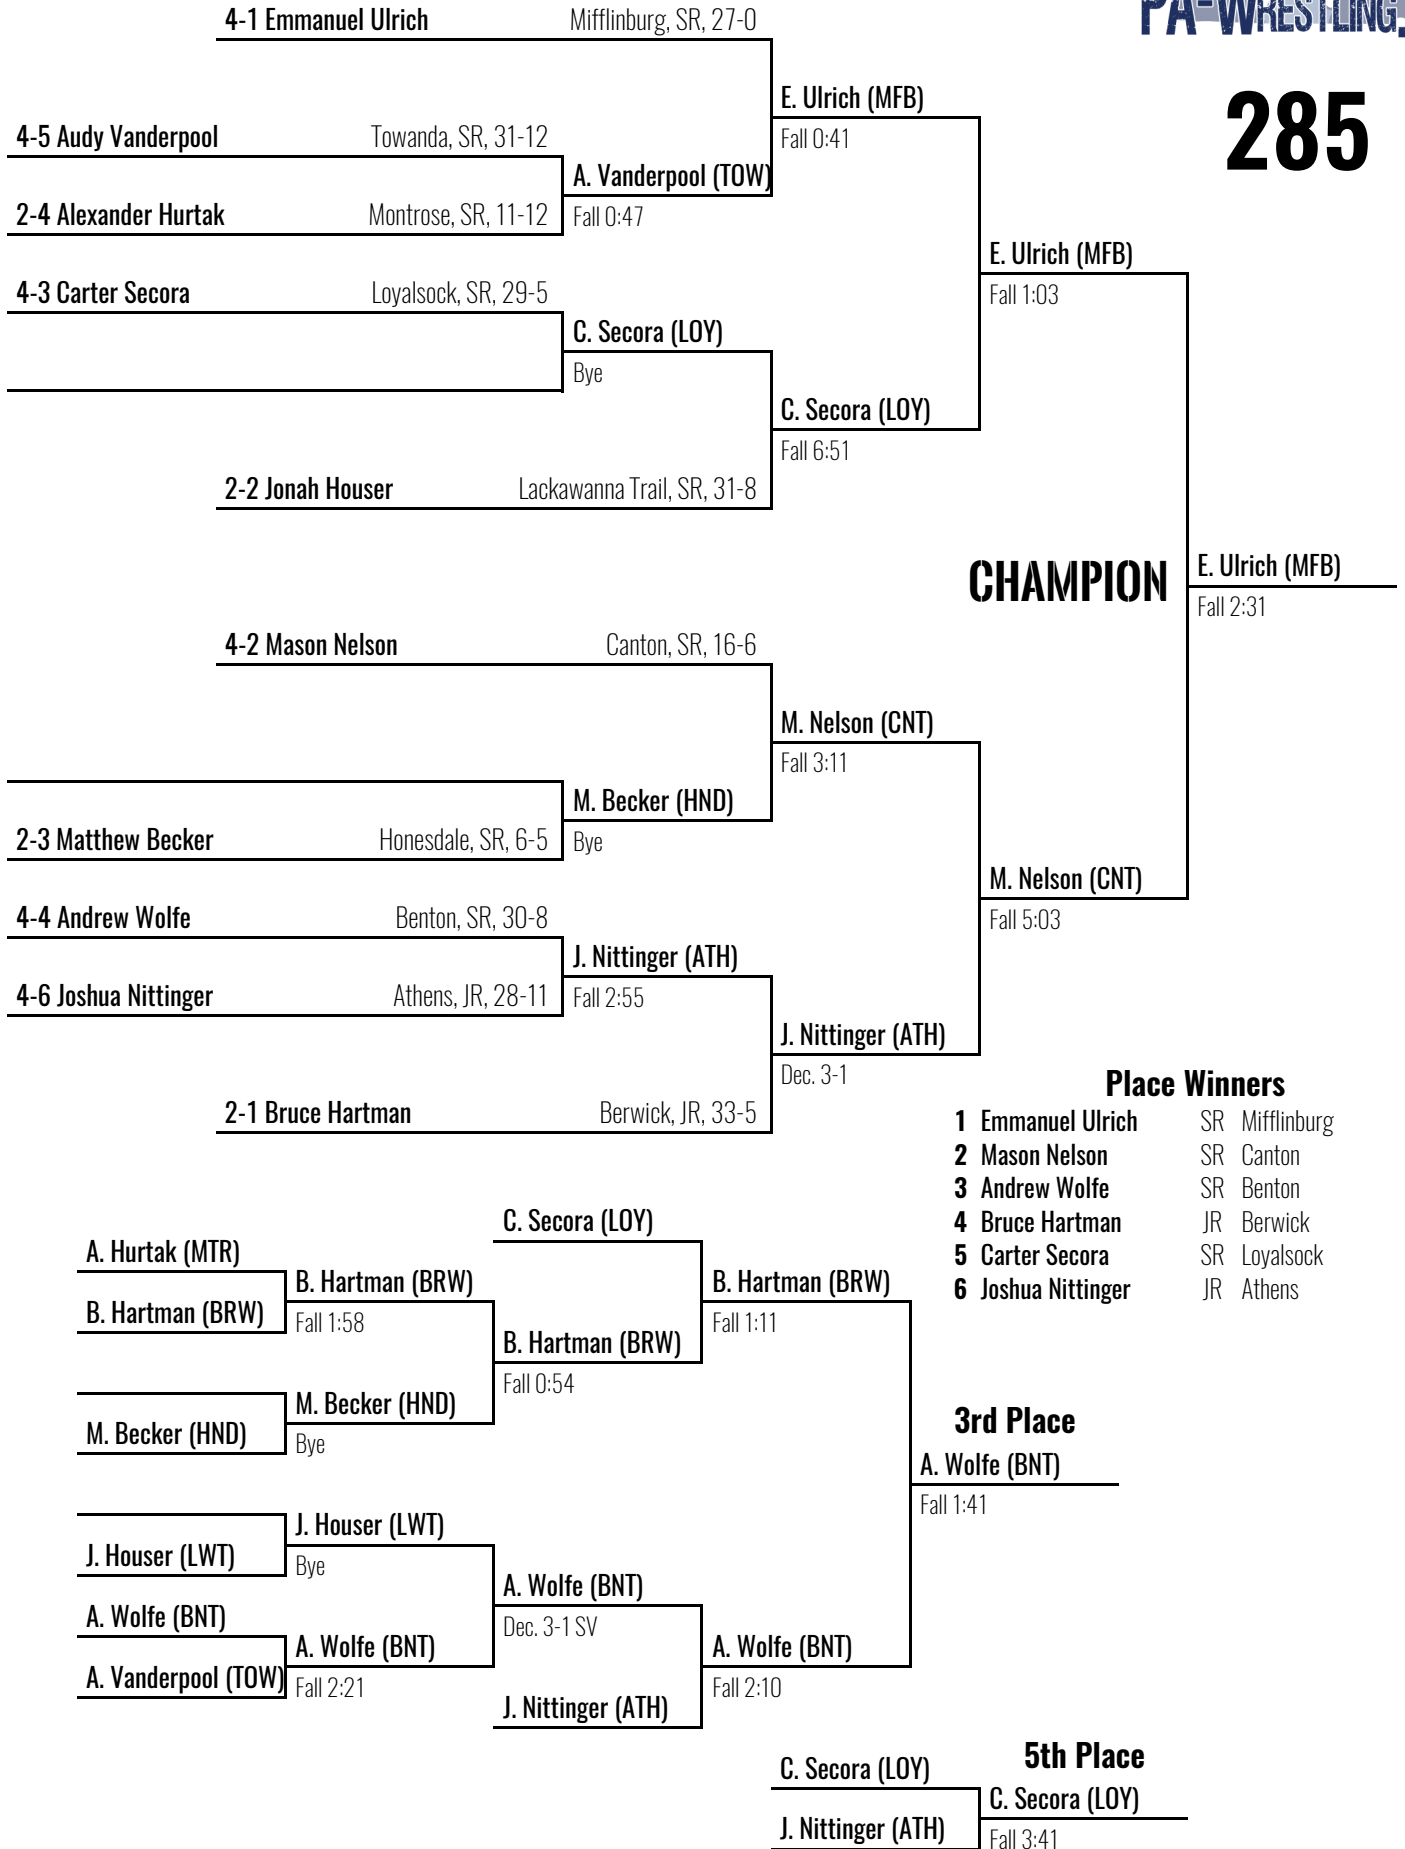 4-1 Emmanuel Ulrich Mifflinburg, SR, 27-0
PA-WRESTLING.
E. Ulrich (MFB)
285
4-5 Audy Vanderpool Towanda, SR, 31-12
Fall 0:41
A. Vanderpool (TOW)
2-4 Alexander Hurtak Montrose, SR, 11-12
Fall 0:47
E. Ulrich (MFB)
4-3 Carter Secora Loyalsock, SR, 29-5
Fall 1:03
C. Secora (LOY)
Bye
C. Secora (LOY)
Fall 6:51
2-2 Jonah Houser Lackawanna Trail, SR, 31-8
CHAMPION
E. Ulrich (MFB)
Fall 2:31
4-2 Mason Nelson Canton, SR, 16-6
M. Nelson (CNT)
Fall 3:11
M. Becker (HND)
2-3 Matthew Becker Honesdale, SR, 6-5
Bye
M. Nelson (CNT)
4-4 Andrew Wolfe Benton, SR, 30-8
Fall 5:03
J. Nittinger (ATH)
4-6 Joshua Nittinger Athens, JR, 28-11
Fall 2:55
J. Nittinger (ATH)
Dec. 3-1
2-1 Bruce Hartman Berwick, JR, 33-5
Place Winners
1 Emmanuel Ulrich SR Mifflinburg
2 Mason Nelson SR Canton
3 Andrew Wolfe SR Benton
4 Bruce Hartman JR Berwick
5 Carter Secora SR Loyalsock
6 Joshua Nittinger JR Athens
C. Secora (LOY)
A. Hurtak (MTR)
B. Hartman (BRW)
B. Hartman (BRW)
B. Hartman (BRW)
Fall 1:58
Fall 1:11
B. Hartman (BRW)
Fall 0:54
M. Becker (HND)
M. Becker (HND)
Bye
3rd Place
A. Wolfe (BNT)
Fall 1:41
J. Houser (LWT)
J. Houser (LWT)
Bye
A. Wolfe (BNT)
A. Wolfe (BNT)
Dec. 3-1 SV
A. Wolfe (BNT)
A. Wolfe (BNT)
A. Vanderpool (TOW)
Fall 2:21
Fall 2:10
J. Nittinger (ATH)
5th Place
C. Secora (LOY)
C. Secora (LOY)
J. Nittinger (ATH)
Fall 3:41